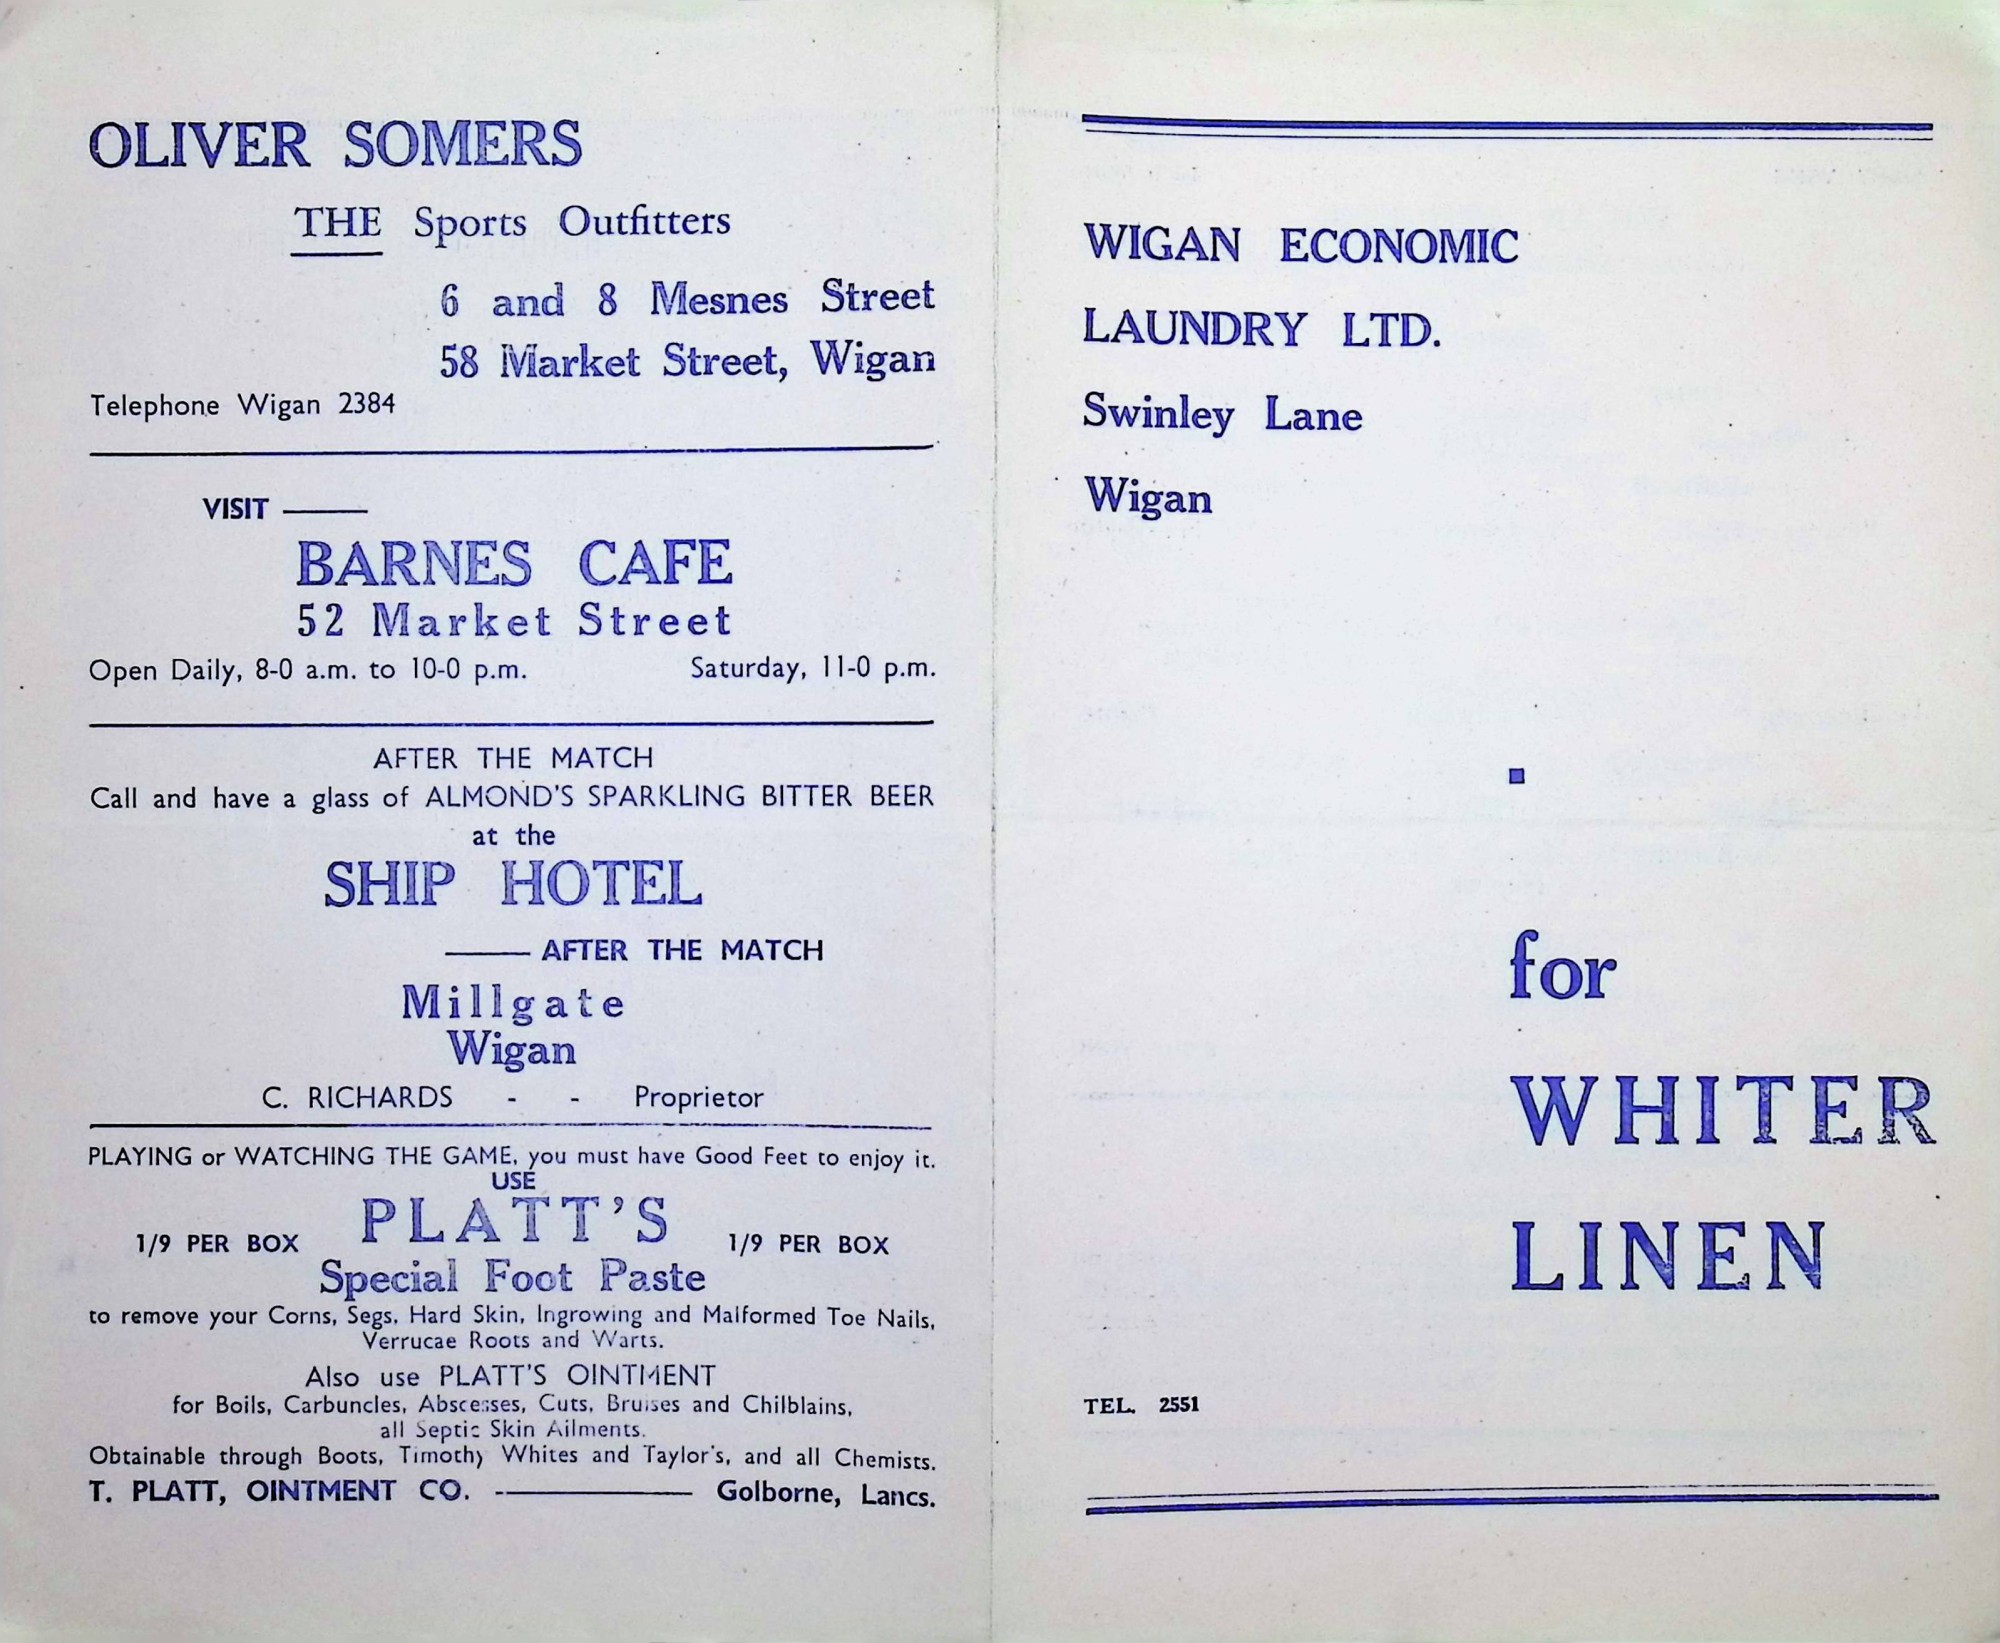 OLIVER SOMERS
THE Sports Outfitters
6 and 8 Mesnes Street
58 Market Street, Wigan
Telephone Wigan 2384
VISIT ——
BARNES CAFE
52 Market Street
Open Daily, 8-0 a.m. to 10-0 p.m. Saturday, 11-0 p.m.
AFTER THE MATCH
Call and have a glass of ALMOND'S SPARKLING BITTER BEER
at the
SHIP HOTEL
—— AFTER THE MATCH
Millgate
Wigan
C. RICHARDS - - Proprietor
PLAYING or WATCHING THE GAME, you must have Good Feet to enjoy it.
USE
1/9 PER BOX PLATT'S 1/9 PER BOX
Special Foot Paste
to remove your Corns, Segs, Hard Skin, Ingrowing and Malformed Toe Nails,
Verrucae Roots and Warts.
Also use PLATT'S OINTMENT
for Boils, Carbuncles, Abscesses, Cuts, Bruises and Chilblains,
all Septic Skin Ailments.
Obtainable through Boots, Timothy Whites and Taylor's, and all Chemists.
T. PLATT, OINTMENT CO. ——— Golborne, Lancs.
WIGAN ECONOMIC
LAUNDRY LTD.
Swinley Lane
Wigan
for
WHITER
LINEN
TEL. 2551